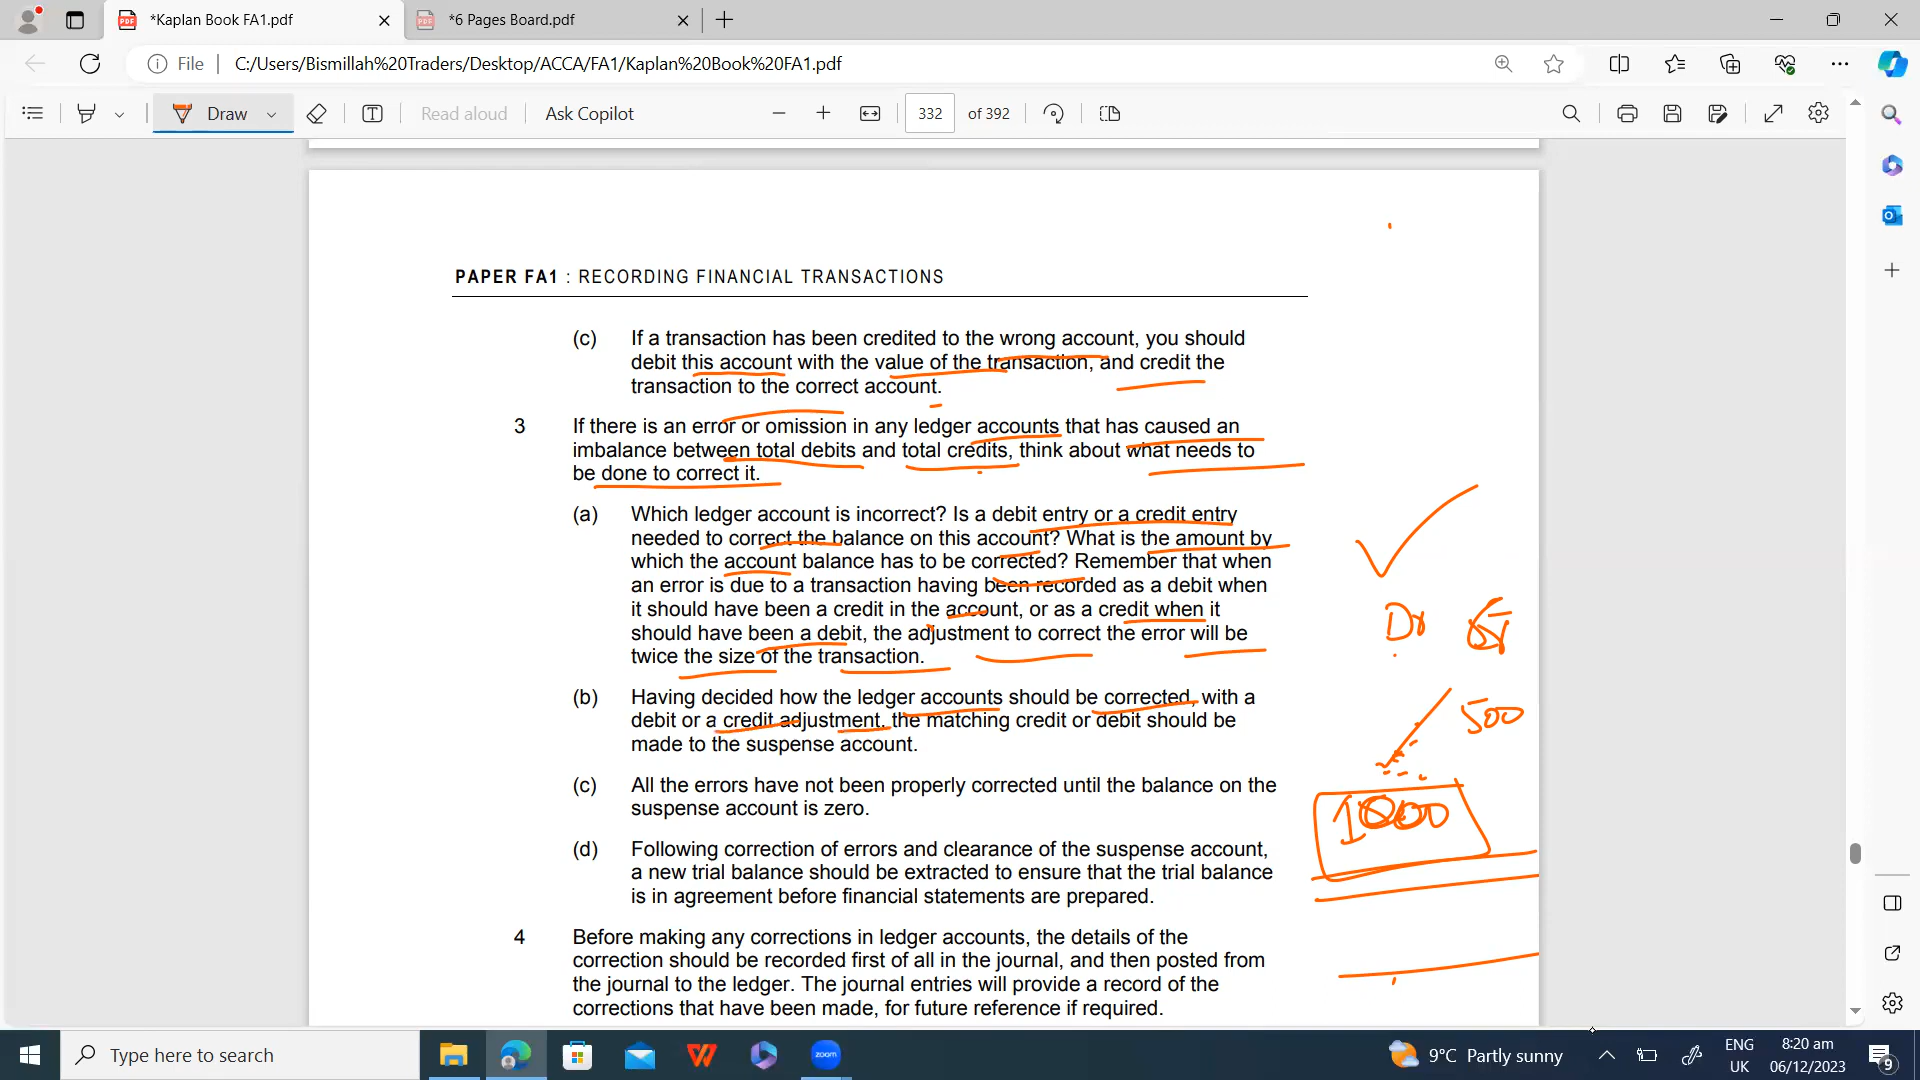 *Kaplan Book FA1.pdf
*6 Pages Board.pdf
File
C:/Users/Bismillah%20Traders/Desktop/ACCA/FA1/Kaplan%20Book%20FA1.pdf
Draw
Read aloud
Ask Copilot
332
of 392
PAPER FA1 : RECORDING FINANCIAL TRANSACTIONS
(c) If a transaction has been credited to the wrong account, you should
debit this account with the value of the transaction, and credit the
transaction to the correct account.
3 If there is an error or omission in any ledger accounts that has caused an
imbalance between total debits and total credits, think about what needs to
be done to correct it.
(a) Which ledger account is incorrect? Is a debit entry or a credit entry
needed to correct the balance on this account? What is the amount by
which the account balance has to be corrected? Remember that when
an error is due to a transaction having been recorded as a debit when
it should have been a credit in the account, or as a credit when it
should have been a debit, the adjustment to correct the error will be
twice the size of the transaction.
Dr
(b) Having decided how the ledger accounts should be corrected, with a
debit or a credit adjustment, the matching credit or debit should be
made to the suspense account.
500
(c) All the errors have not been properly corrected until the balance on the
suspense account is zero.
1000
(d) Following correction of errors and clearance of the suspense account,
a new trial balance should be extracted to ensure that the trial balance
is in agreement before financial statements are prepared.
4 Before making any corrections in ledger accounts, the details of the
correction should be recorded first of all in the journal, and then posted from
the journal to the ledger. The journal entries will provide a record of the
corrections that have been made, for future reference if required.
Type here to search
zoom
9°C Partly sunny
ENG
UK
8:20 am
06/12/2023
9